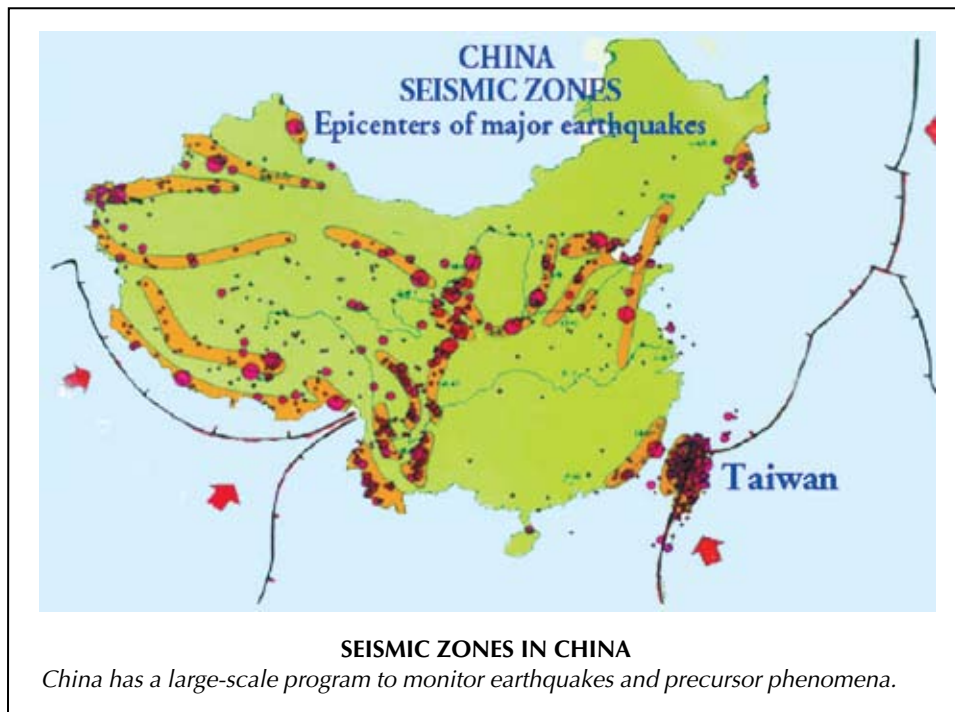 CHINA
SEISMIC ZONES
Epicenters of major earthquakes
Taiwan
SEISMIC ZONES IN CHINA
China has a large-scale program to monitor earthquakes and precursor phenomena.